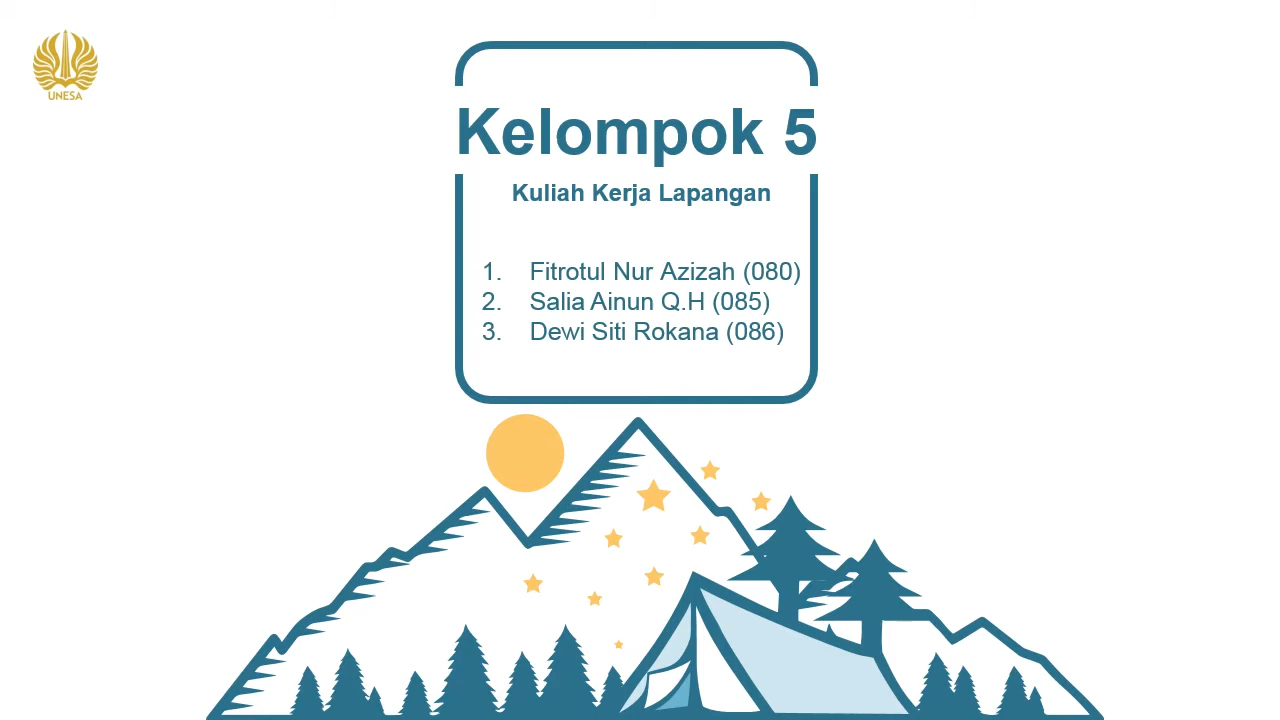 UNESA
Kelompok 5
Kuliah Kerja Lapangan
1. Fitrotul Nur Azizah (080)
2. Salia Ainun Q.H (085)
3. Dewi Siti Rokana (086)